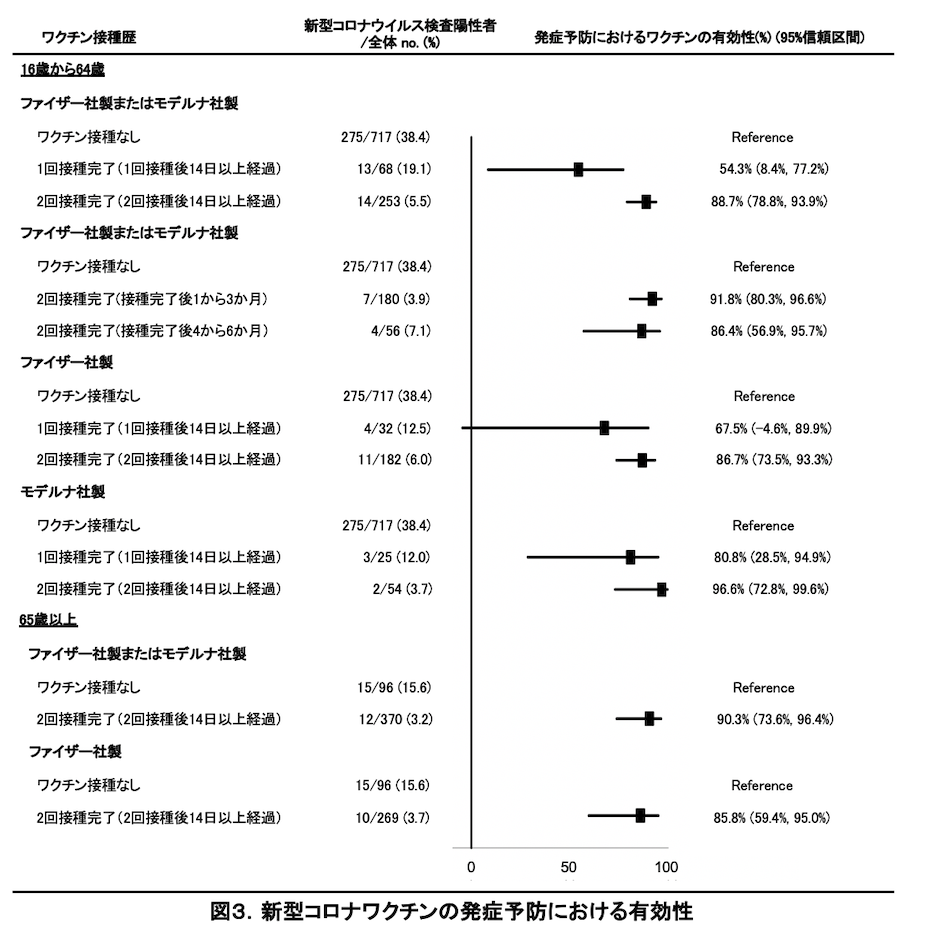 ワクチン接種歴 新型コロナウイルス検査陽性者/全体 no. (%) 発症予防におけるワクチンの有効性(%) (95%信頼区間)
16歳から64歳
ファイザー社製またはモデルナ社製
ワクチン接種なし 275/717 (38.4) Reference
1回接種完了(1回接種後14日以上経過) 13/68 (19.1) 54.3% (8.4%, 77.2%)
2回接種完了(2回接種後14日以上経過) 14/253 (5.5) 88.7% (78.8%, 93.9%)
ファイザー社製またはモデルナ社製
ワクチン接種なし 275/717 (38.4) Reference
2回接種完了(接種完了後1から3か月) 7/180 (3.9) 91.8% (80.3%, 96.6%)
2回接種完了(接種完了後4から6か月) 4/56 (7.1) 86.4% (56.9%, 95.7%)
ファイザー社製
ワクチン接種なし 275/717 (38.4) Reference
1回接種完了(1回接種後14日以上経過) 4/32 (12.5) 67.5% (-4.6%, 89.9%)
2回接種完了(2回接種後14日以上経過) 11/182 (6.0) 86.7% (73.5%, 93.3%)
モデルナ社製
ワクチン接種なし 275/717 (38.4) Reference
1回接種完了(1回接種後14日以上経過) 3/25 (12.0) 80.8% (28.5%, 94.9%)
2回接種完了(2回接種後14日以上経過) 2/54 (3.7) 96.6% (72.8%, 99.6%)
65歳以上
ファイザー社製またはモデルナ社製
ワクチン接種なし 15/96 (15.6) Reference
2回接種完了(2回接種後14日以上経過) 12/370 (3.2) 90.3% (73.6%, 96.4%)
ファイザー社製
ワクチン接種なし 15/96 (15.6) Reference
2回接種完了(2回接種後14日以上経過) 10/269 (3.7) 85.8% (59.4%, 95.0%)
0 50 100
図3. 新型コロナワクチンの発症予防における有効性